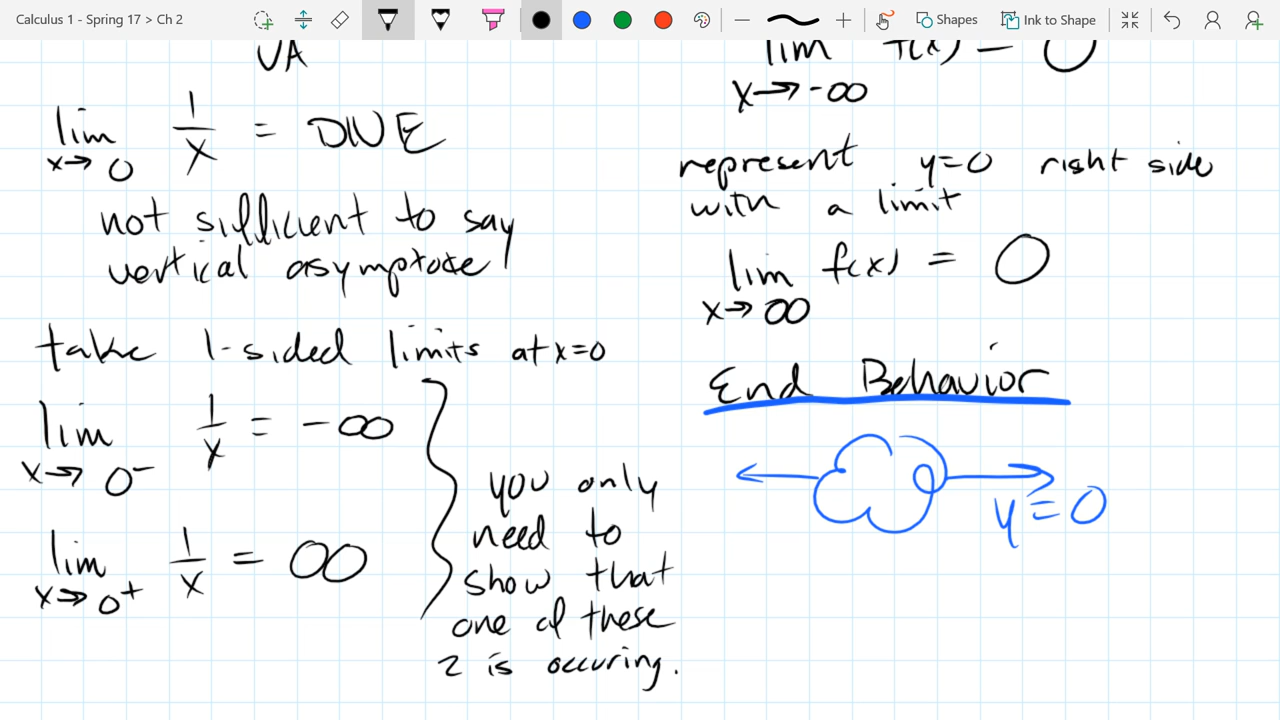 Calculus 1 - Spring 17 > Ch 2
Shapes
Ink to Shape
VA
lim x→0 1/x = DNE
not sufficient to say
vertical asymptote
take 1-sided limits at x=0
lim x→0⁻ 1/x = -∞
lim x→0⁺ 1/x = ∞
you only
need to
show that
one of these
2 is occuring.
lim x→-∞ f(x) = 0
represent y=0 right side
with a limit
lim x→∞ f(x) = 0
End Behavior
y=0